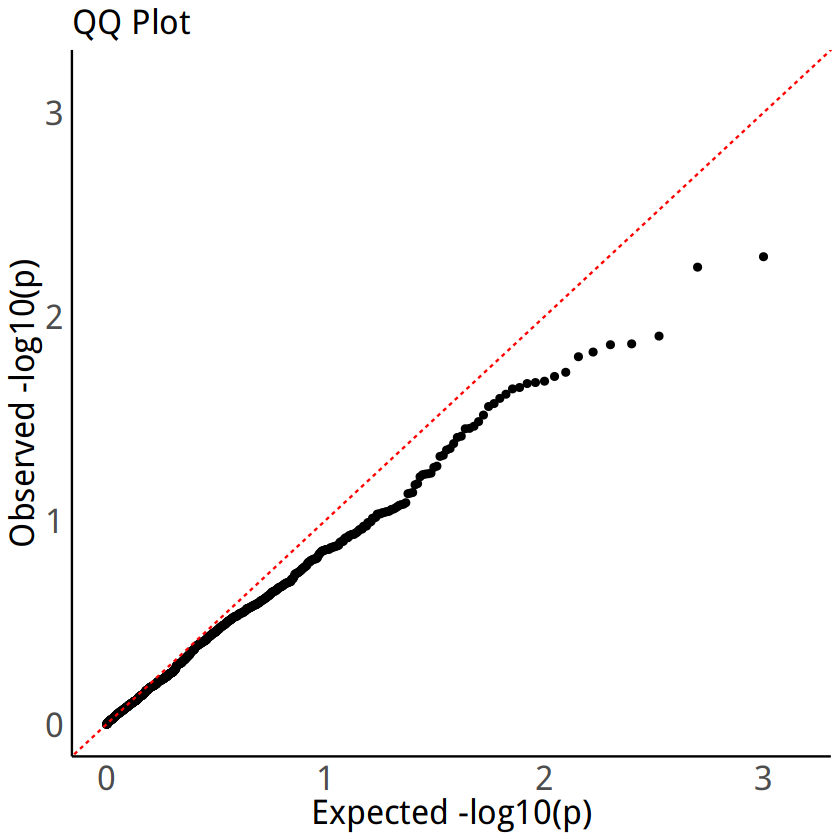 QQ Plot
3
2
1
0
Observed -log10(p)
0 1 2 3
Expected -log10(p)